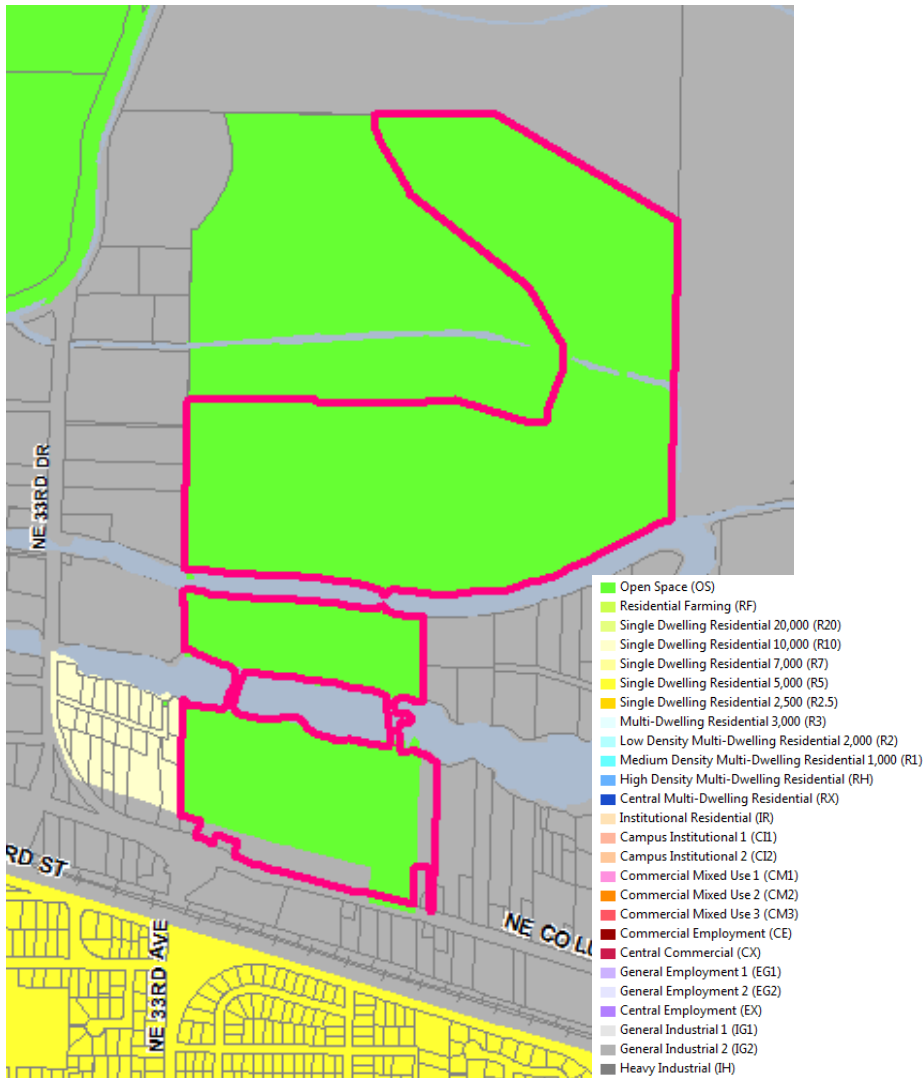 NE 33RD DR
RD ST
NE 33RD AVE
NE CO LU
Open Space (OS)
Residential Farming (RF)
Single Dwelling Residential 20,000 (R20)
Single Dwelling Residential 10,000 (R10)
Single Dwelling Residential 7,000 (R7)
Single Dwelling Residential 5,000 (R5)
Single Dwelling Residential 2,500 (R2.5)
Multi-Dwelling Residential 3,000 (R3)
Low Density Multi-Dwelling Residential 2,000 (R2)
Medium Density Multi-Dwelling Residential 1,000 (R1)
High Density Multi-Dwelling Residential (RH)
Central Multi-Dwelling Residential (RX)
Institutional Residential (IR)
Campus Institutional 1 (CI1)
Campus Institutional 2 (CI2)
Commercial Mixed Use 1 (CM1)
Commercial Mixed Use 2 (CM2)
Commercial Mixed Use 3 (CM3)
Commercial Employment (CE)
Central Commercial (CX)
General Employment 1 (EG1)
General Employment 2 (EG2)
Central Employment (EX)
General Industrial 1 (IG1)
General Industrial 2 (IG2)
Heavy Industrial (IH)